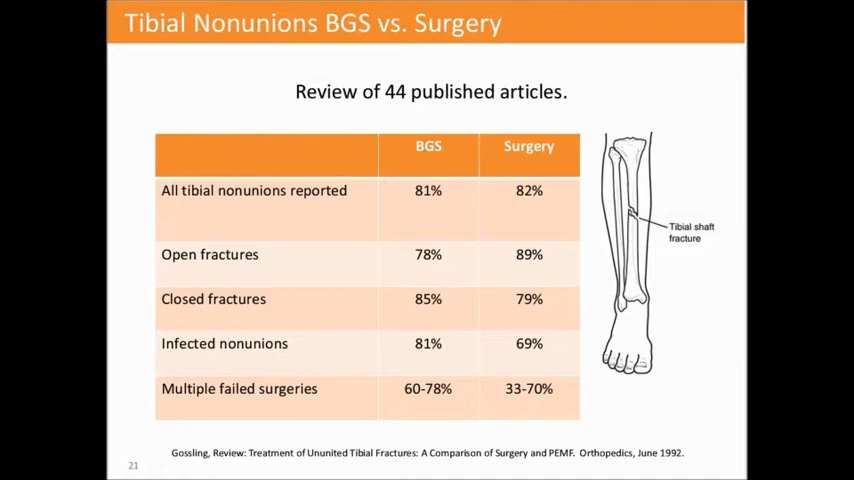 Tibial Nonunions BGS vs. Surgery
Review of 44 published articles.
BGS Surgery
All tibial nonunions reported 81% 82%
Open fractures 78% 89%
Closed fractures 85% 79%
Infected nonunions 81% 69%
Multiple failed surgeries 60-78% 33-70%
Tibial shaft
fracture
Gossling, Review: Treatment of Ununited Tibial Fractures: A Comparison of Surgery and PEMF. Orthopedics, June 1992.
21